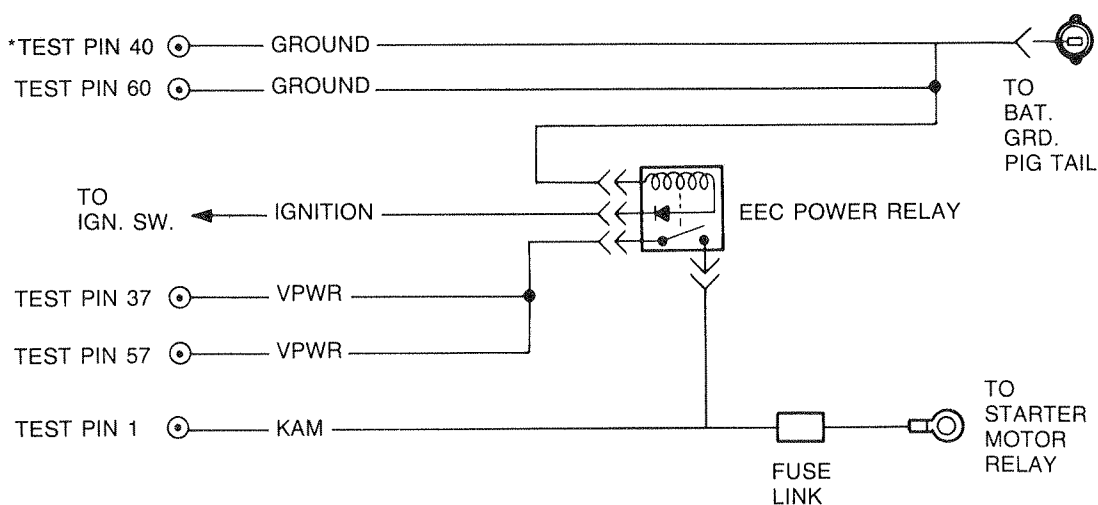 *TEST PIN 40
GROUND
TEST PIN 60
GROUND
TO
BAT.
GRD.
PIG TAIL
TO
IGN. SW.
IGNITION
EEC POWER RELAY
TEST PIN 37
VPWR
TEST PIN 57
VPWR
TEST PIN 1
KAM
FUSE
LINK
TO
STARTER
MOTOR
RELAY